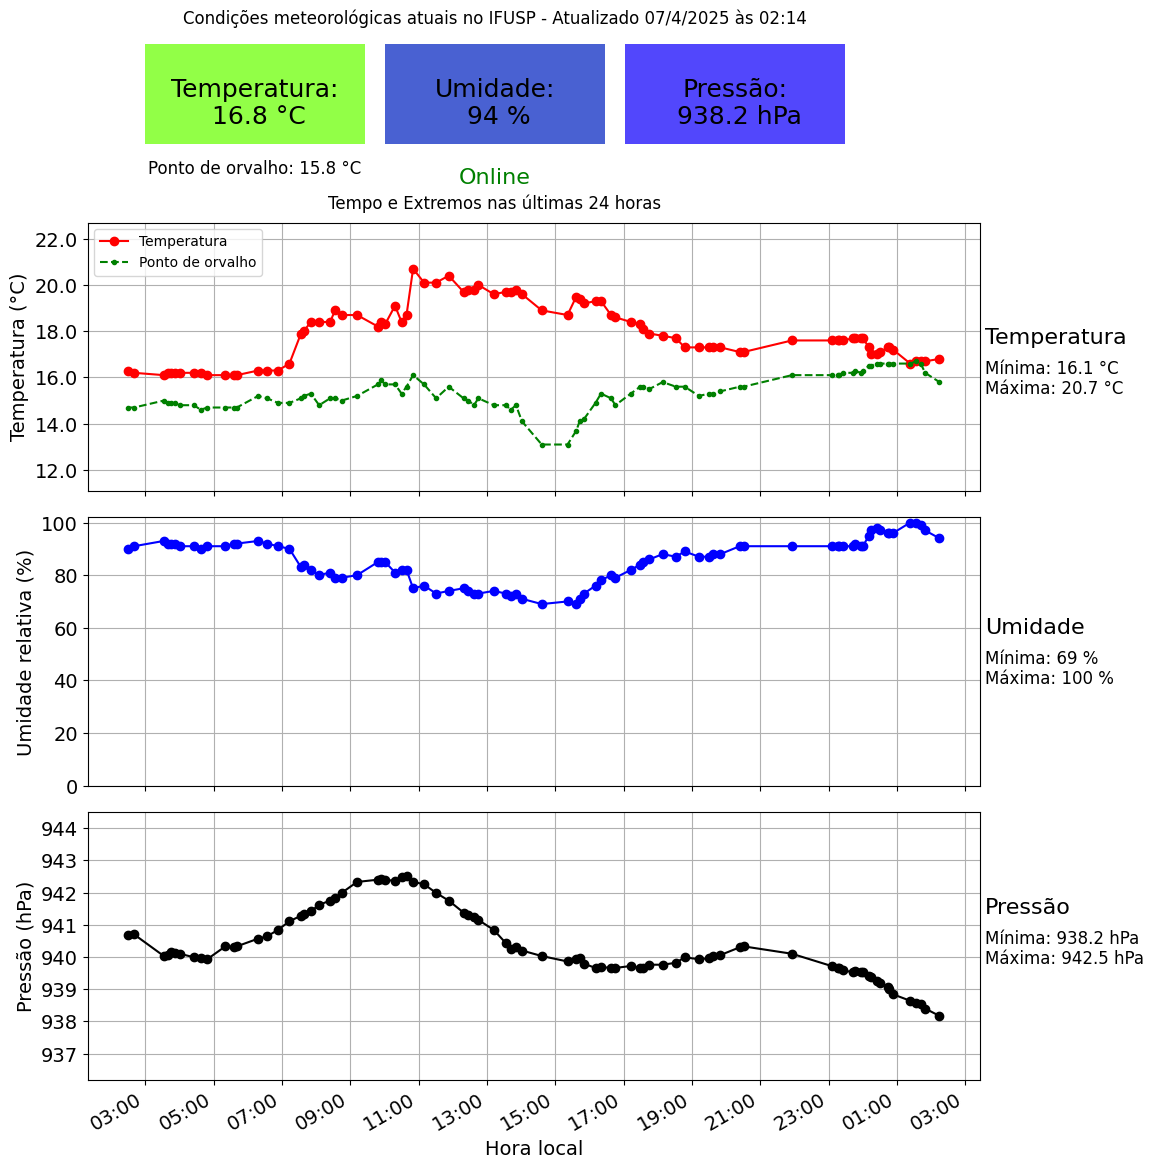 Condições meteorológicas atuais no IFUSP - Atualizado 07/4/2025 às 02:14
Temperatura:
16.8 °C
Umidade:
94 %
Pressão:
938.2 hPa
Ponto de orvalho: 15.8 °C
Online
Tempo e Extremos nas últimas 24 horas
Temperatura (°C)
22.0
20.0
18.0
16.0
14.0
12.0
Temperatura
Ponto de orvalho
Temperatura
Mínima: 16.1 °C
Máxima: 20.7 °C
Umidade relativa (%)
100
80
60
40
20
0
Umidade
Mínima: 69 %
Máxima: 100 %
Pressão (hPa)
944
943
942
941
940
939
938
937
Pressão
Mínima: 938.2 hPa
Máxima: 942.5 hPa
03:00 05:00 07:00 09:00 11:00 13:00 15:00 17:00 19:00 21:00 23:00 01:00 03:00
Hora local